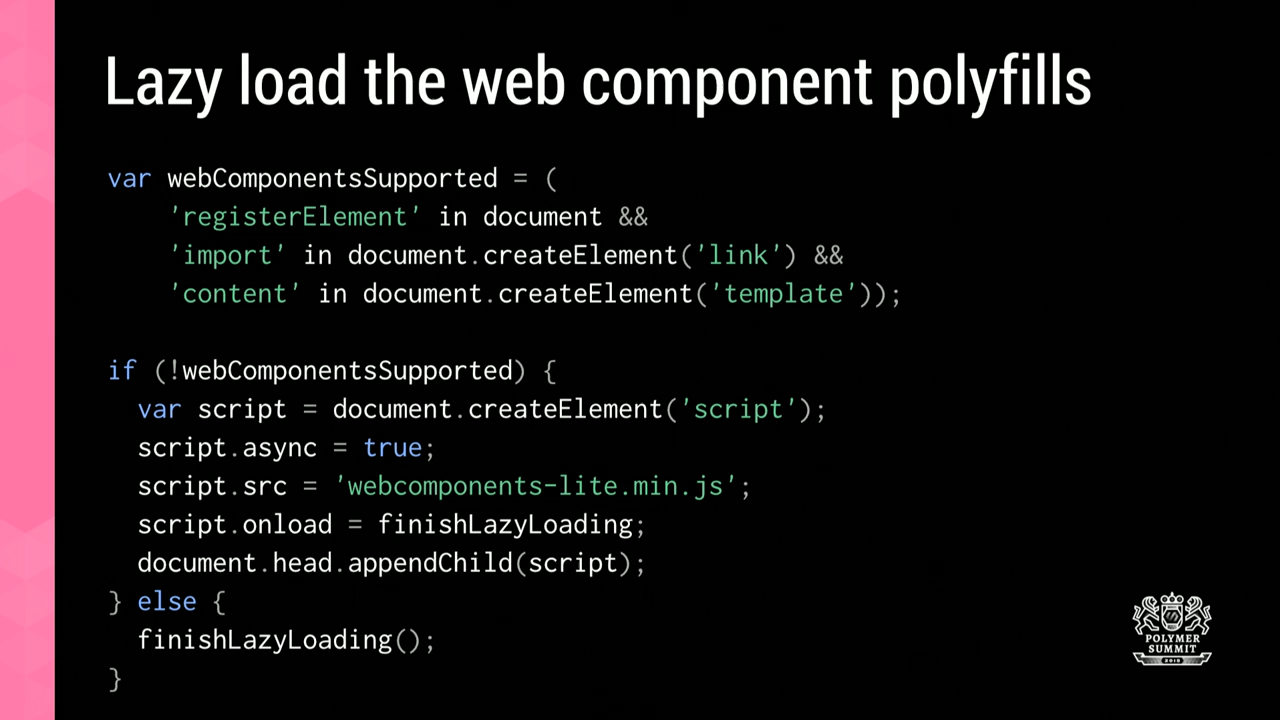 Lazy load the web component polyfills
var webComponentsSupported = (
    'registerElement' in document &&
    'import' in document.createElement('link') &&
    'content' in document.createElement('template'));
if (!webComponentsSupported) {
  var script = document.createElement('script');
  script.async = true;
  script.src = 'webcomponents-lite.min.js';
  script.onload = finishLazyLoading;
  document.head.appendChild(script);
} else {
  finishLazyLoading();
}
POLYMER
SUMMIT
2015